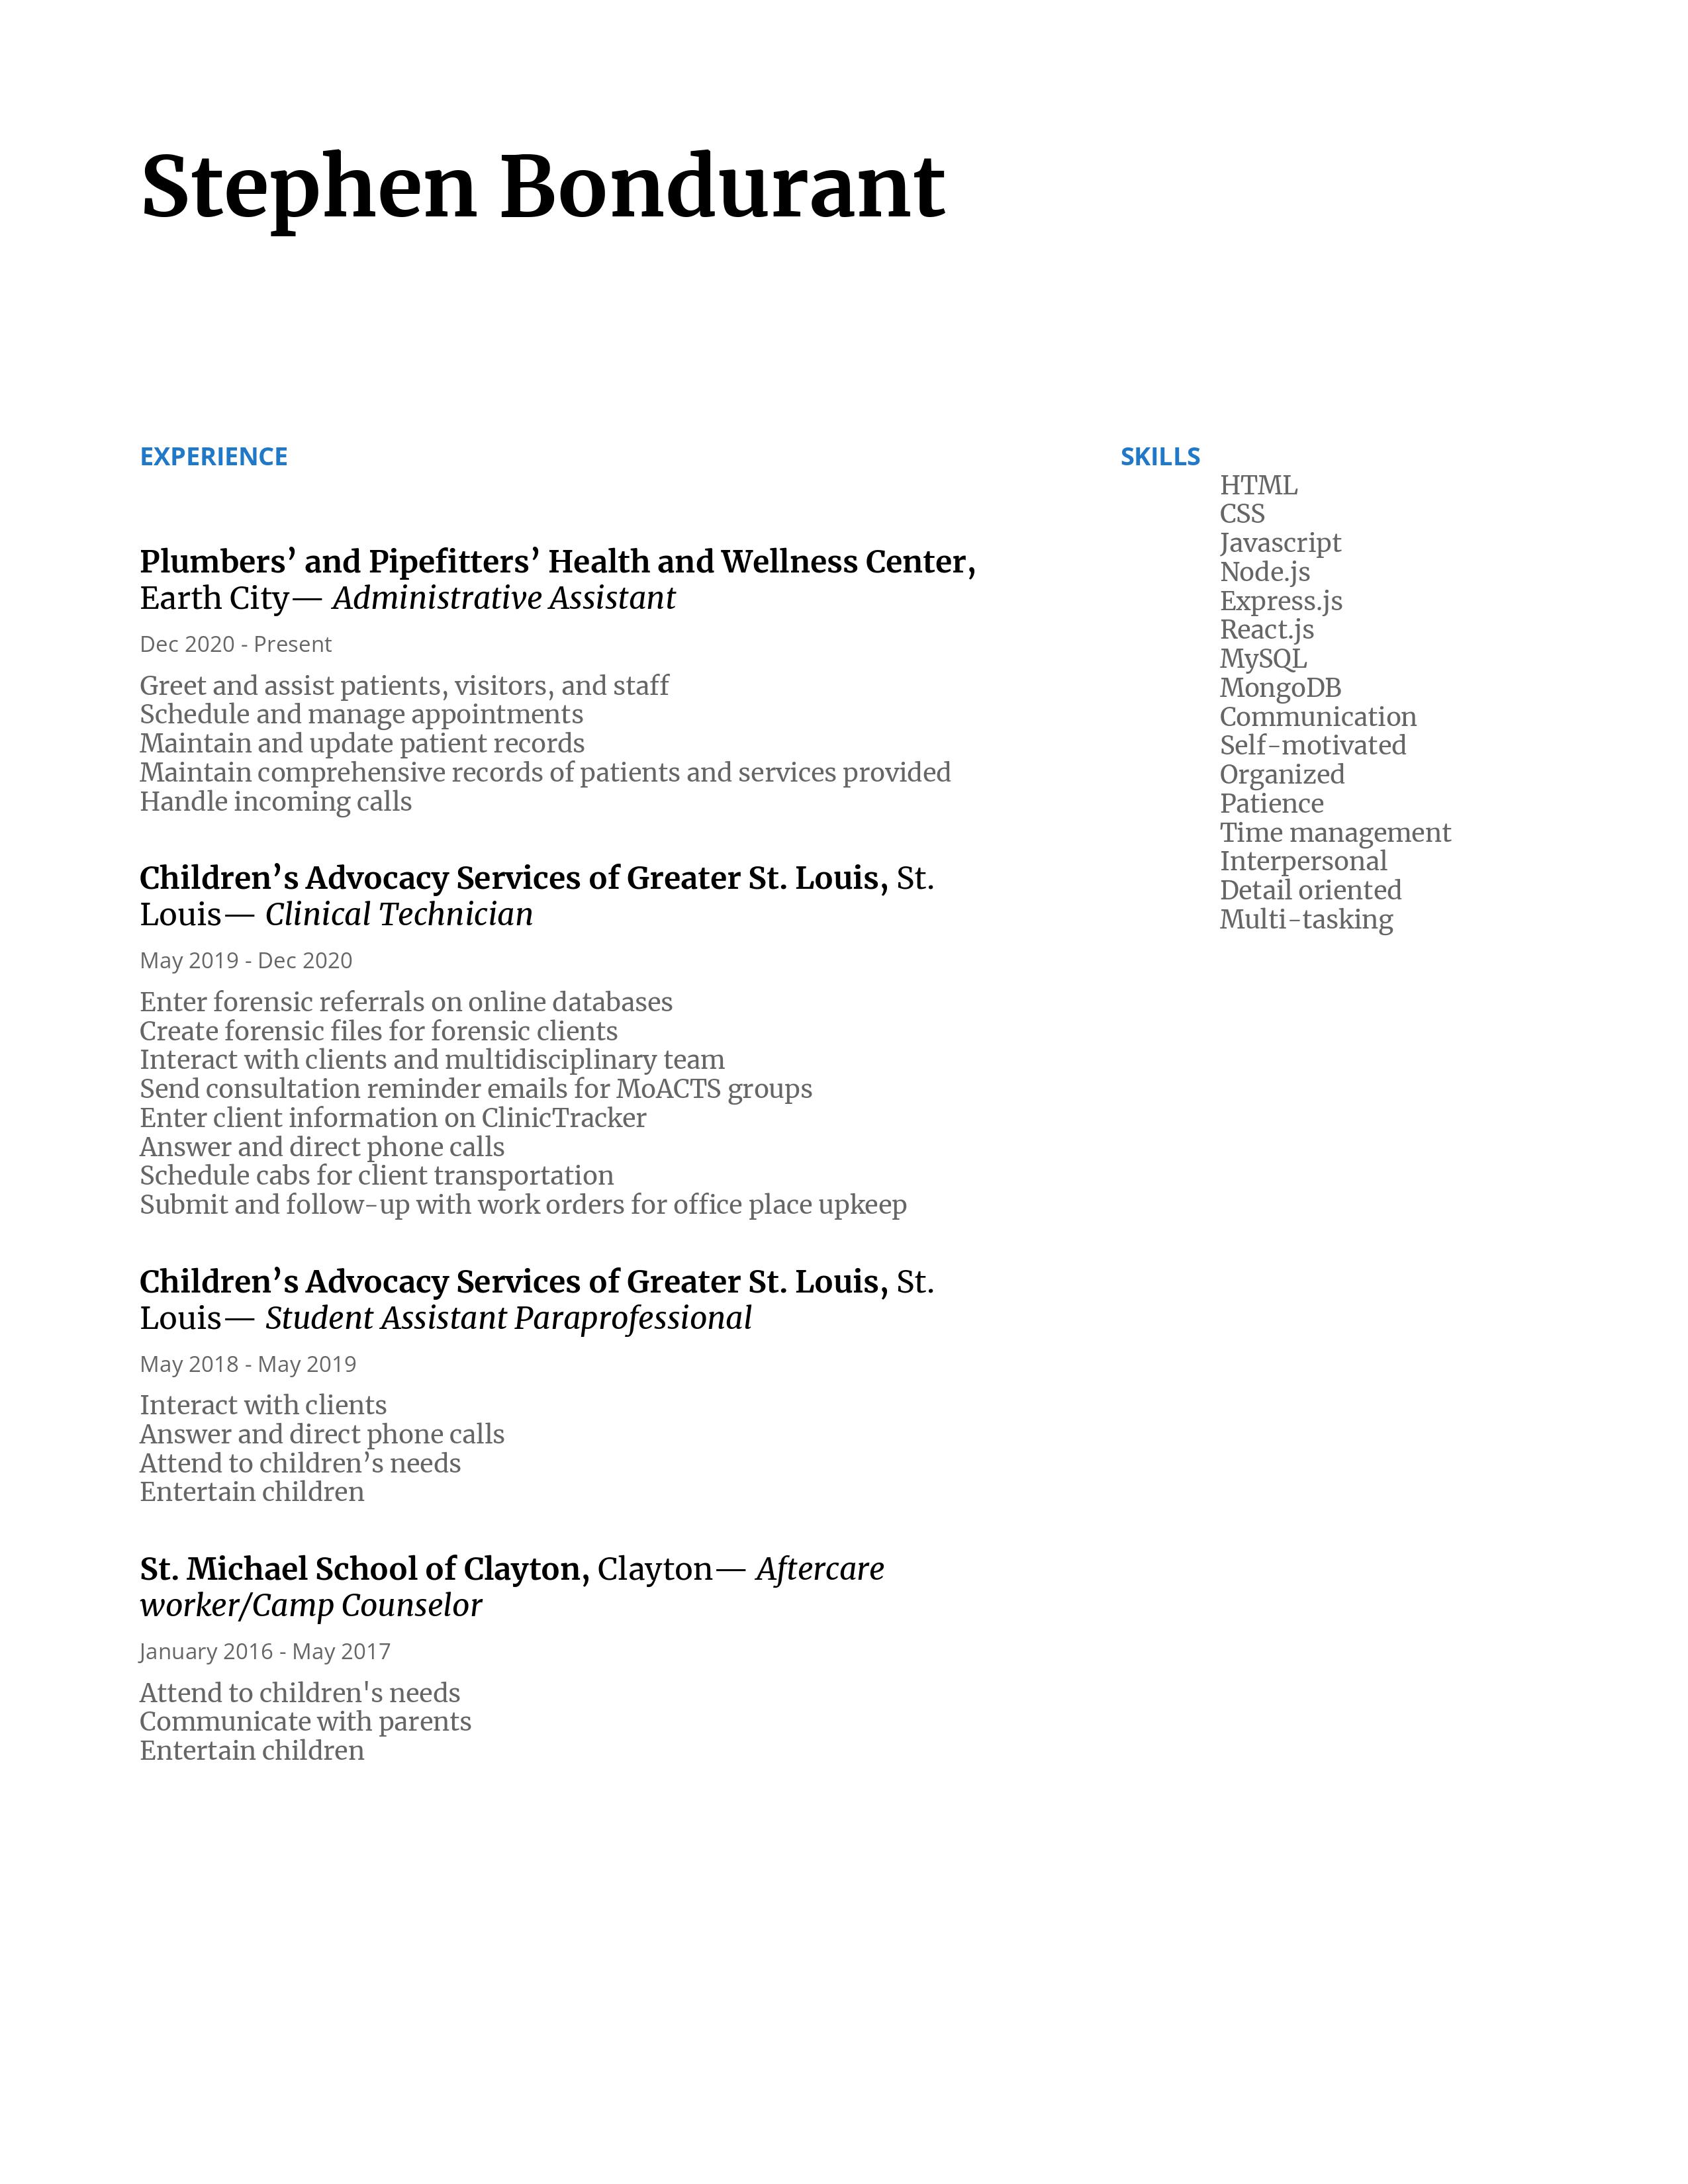 Stephen Bondurant
EXPERIENCE
Plumbers’ and Pipefitters’ Health and Wellness Center,
Earth City— Administrative Assistant
Dec 2020 - Present
Greet and assist patients, visitors, and staff
Schedule and manage appointments
Maintain and update patient records
Maintain comprehensive records of patients and services provided
Handle incoming calls
Children’s Advocacy Services of Greater St. Louis, St.
Louis— Clinical Technician
May 2019 - Dec 2020
Enter forensic referrals on online databases
Create forensic files for forensic clients
Interact with clients and multidisciplinary team
Send consultation reminder emails for MoACTS groups
Enter client information on ClinicTracker
Answer and direct phone calls
Schedule cabs for client transportation
Submit and follow-up with work orders for office place upkeep
Children’s Advocacy Services of Greater St. Louis, St.
Louis— Student Assistant Paraprofessional
May 2018 - May 2019
Interact with clients
Answer and direct phone calls
Attend to children’s needs
Entertain children
St. Michael School of Clayton, Clayton— Aftercare
worker/Camp Counselor
January 2016 - May 2017
Attend to children's needs
Communicate with parents
Entertain children
SKILLS
HTML
CSS
Javascript
Node.js
Express.js
React.js
MySQL
MongoDB
Communication
Self-motivated
Organized
Patience
Time management
Interpersonal
Detail oriented
Multi-tasking